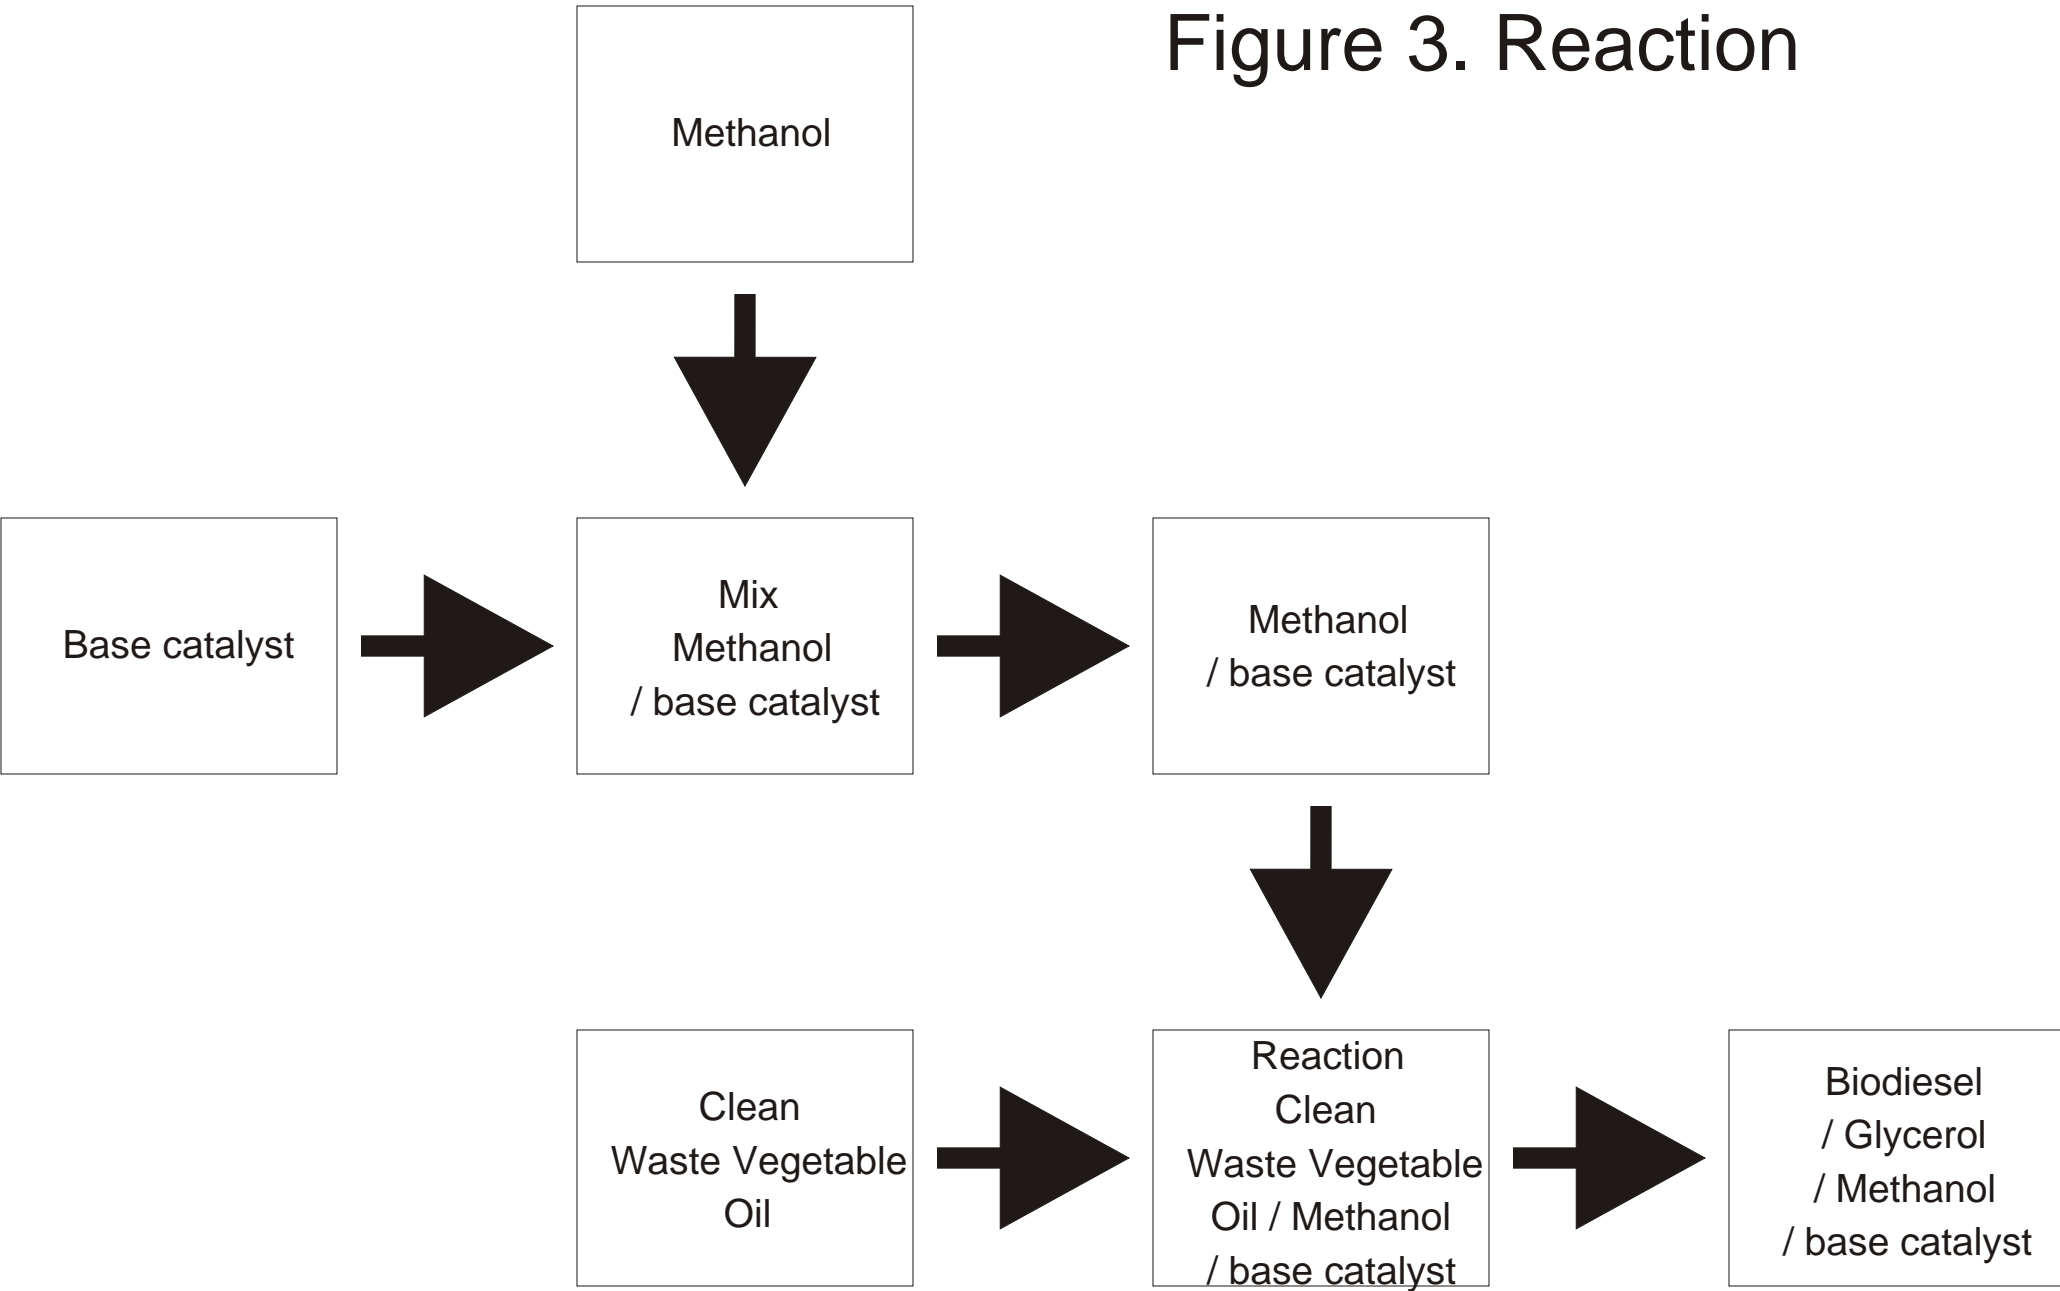 Figure 3. Reaction
Methanol
Base catalyst
Mix
Methanol
/ base catalyst
Methanol
/ base catalyst
Clean
Waste Vegetable
Oil
Reaction
Clean
Waste Vegetable
Oil / Methanol
/ base catalyst
Biodiesel
/ Glycerol
/ Methanol
/ base catalyst